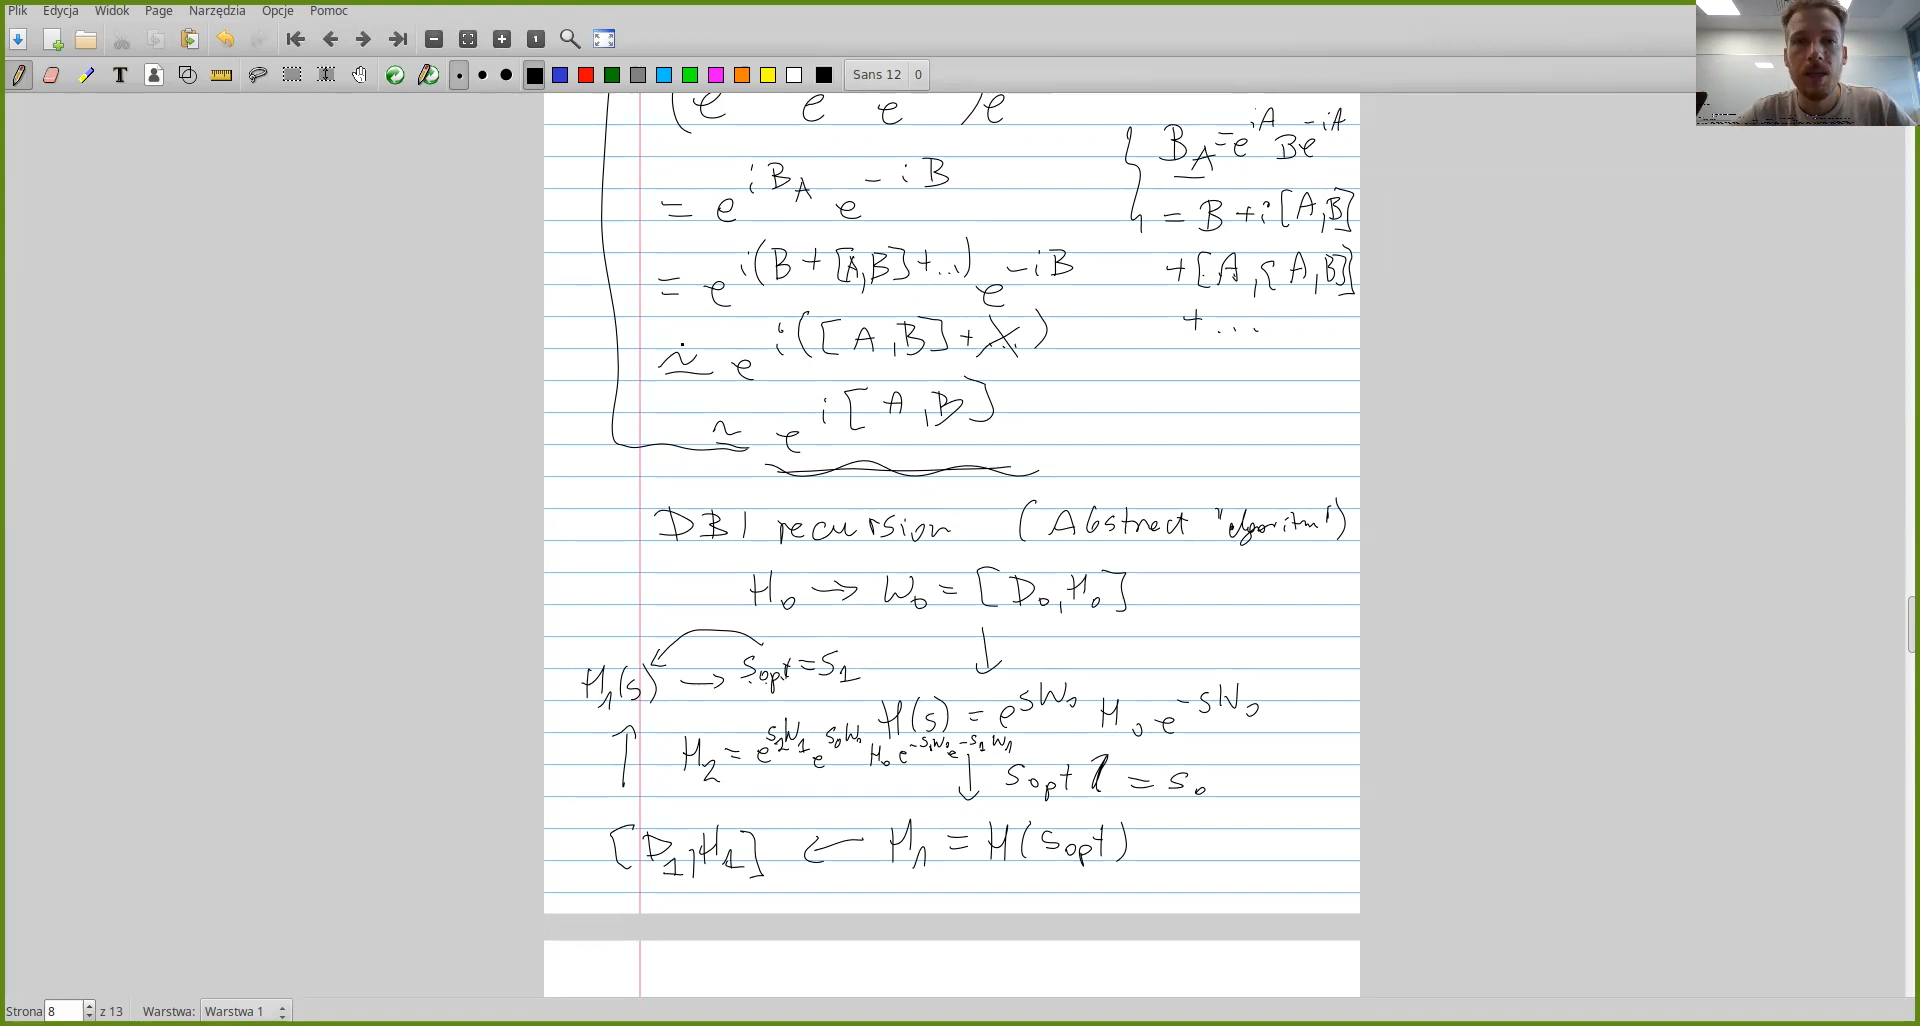 Plik Edycja Widok Page Narzędzia Opcje Pomoc
T 1 Sans 12 0
(e e e )e
= e^{iB_A} e^{-iB}
= e^{i(B + [A,B] + ...)} e^{-iB}
≃ e^{i([A,B] + X)}
≃ e^{i[A,B]}
{ B_A = e^{iA} B e^{-iA}
= B + i[A,B]
+ [A,[A,B]]
+ ...
DBI recursion (Abstract "algoritm")
H_0 → W_0 = [D_0, H_0]
↓
H_1(s) → S_opt = S_1
H(s) = e^{sW_0} H_0 e^{-sW_0}
↑ H_2 = e^{S_1W_1} e^{S_0W_0} H_0 e^{-S_0W_0} e^{-S_1W_1}
↓ S_opt = S_0
[D_1, H_1] ← H_1 = H(S_opt)
Strona 8 z 13 Warstwa: Warstwa 1